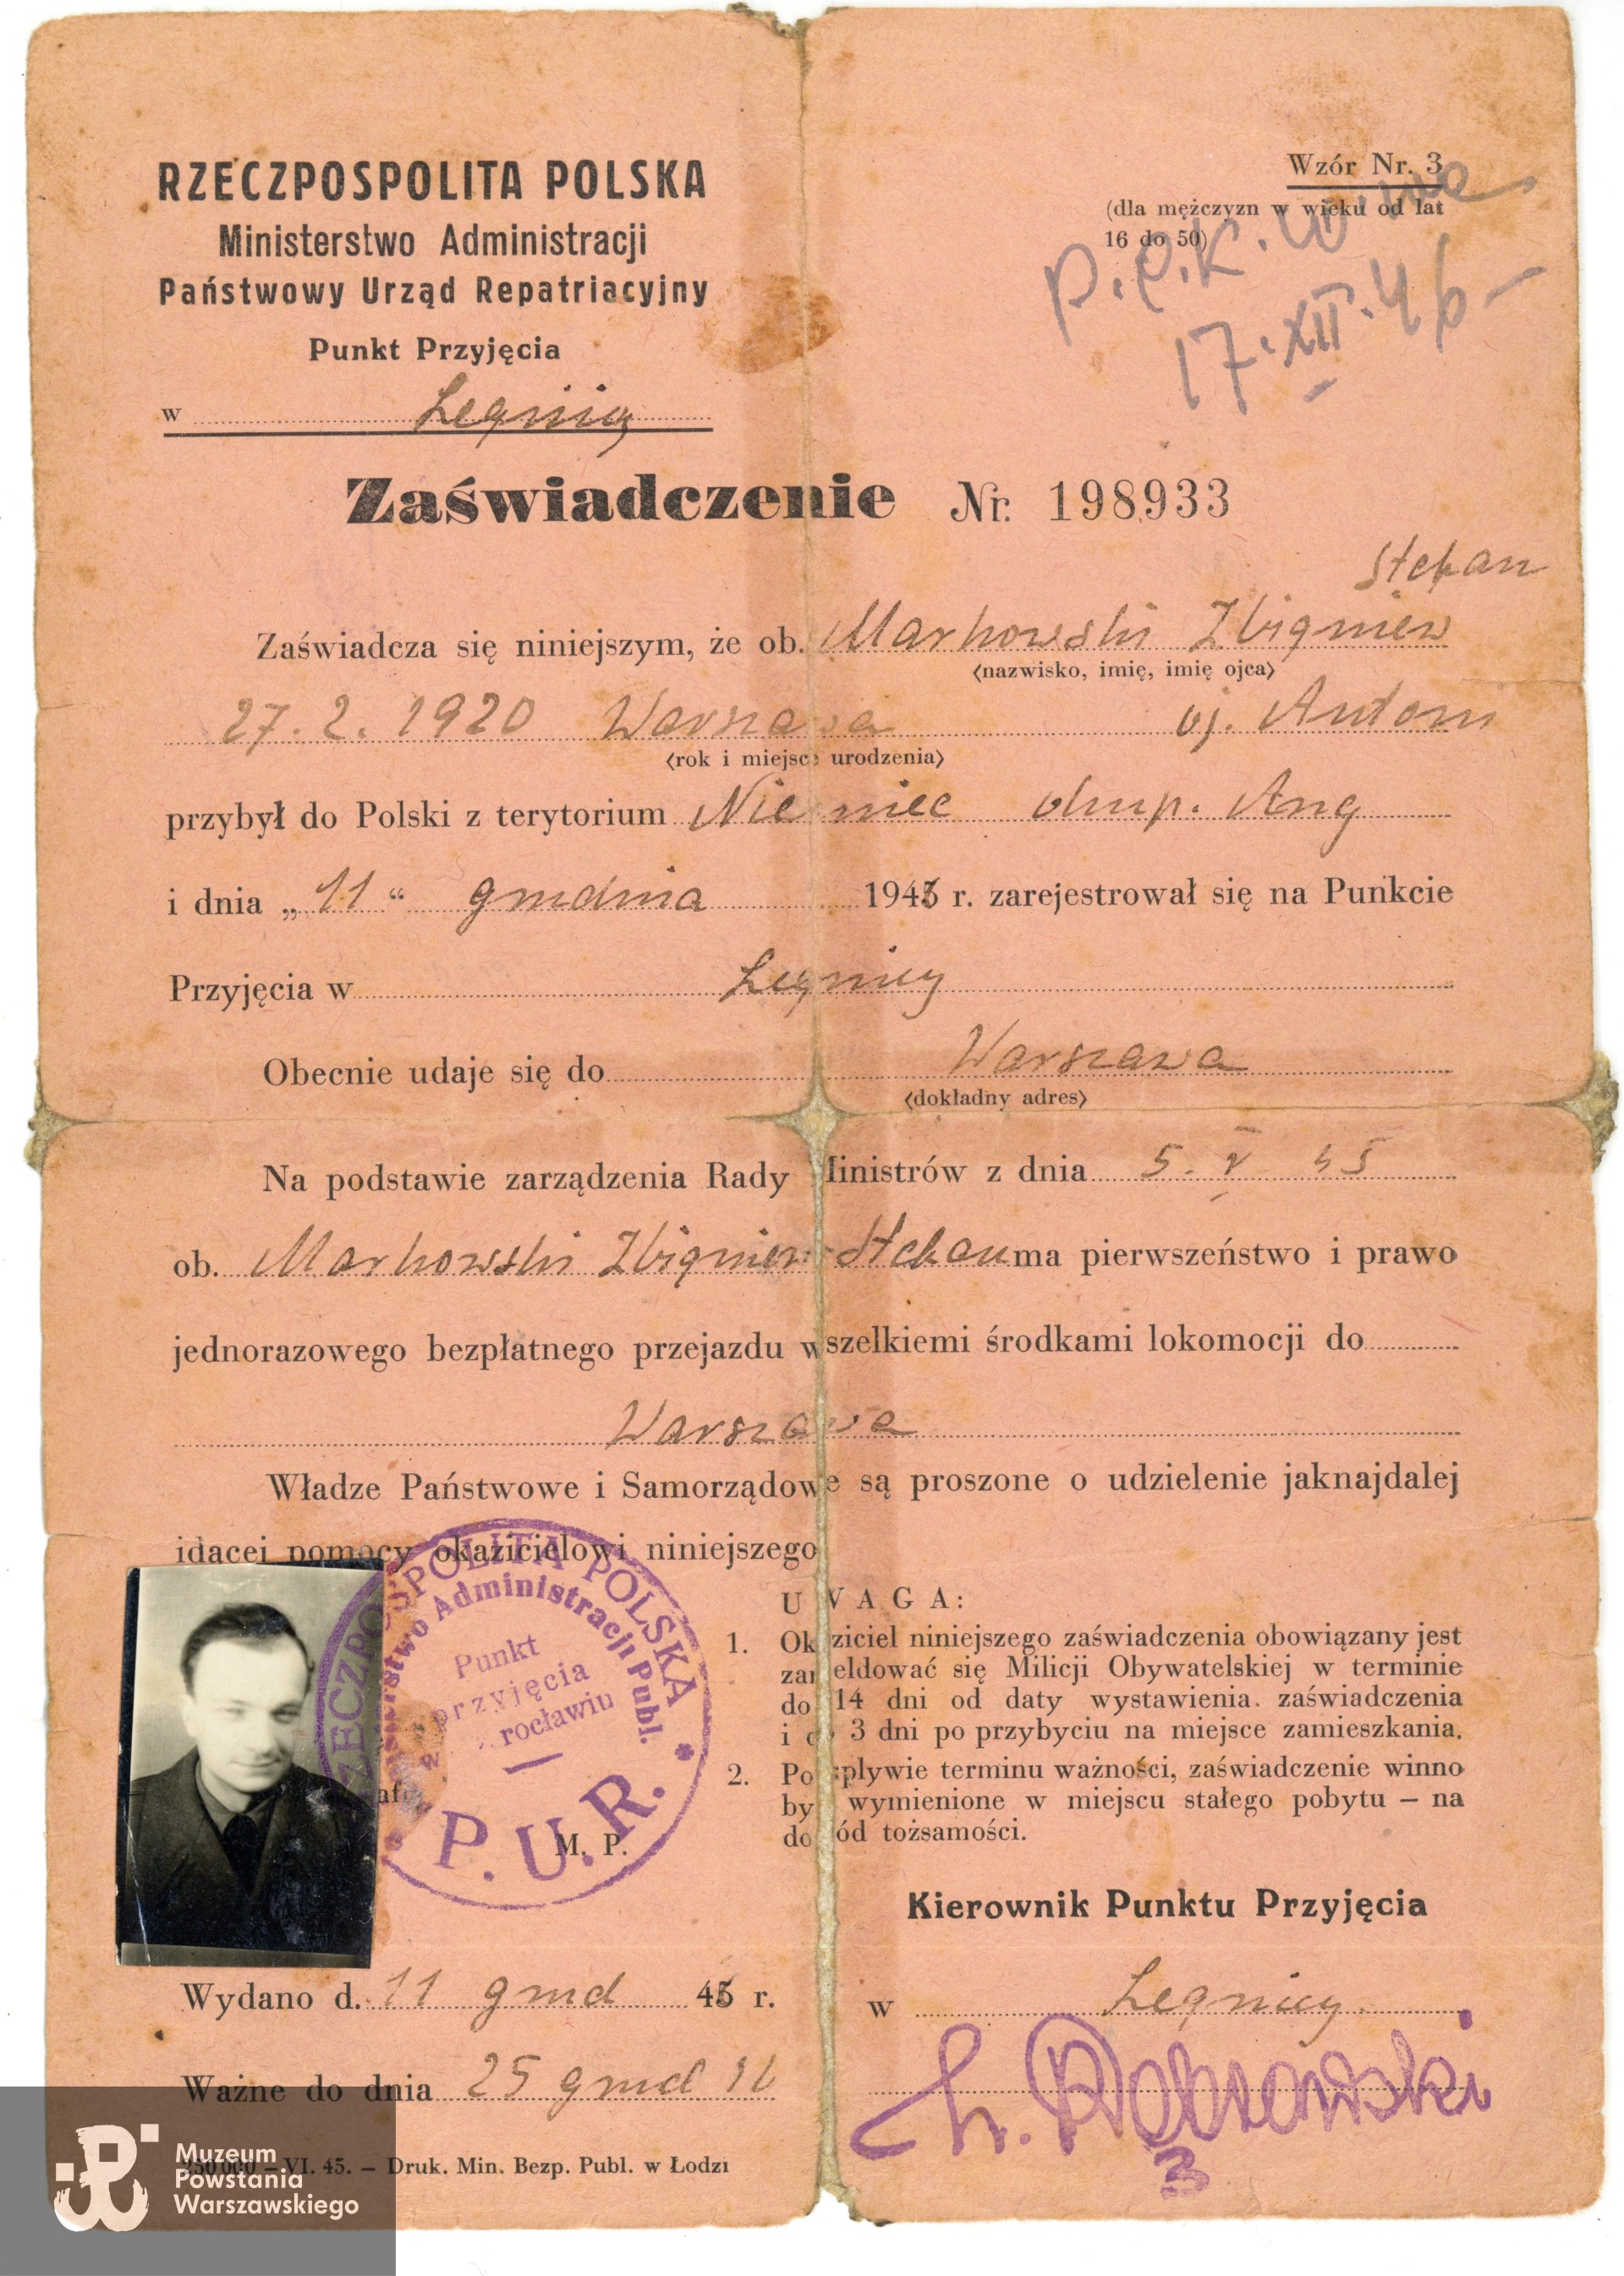 RZECZPOSPOLITA POLSKA
Ministerstwo Administracji
Państwowy Urząd Repatriacyjny
Punkt Przyjęcia
w Legnicy
Wzór Nr. 3
(dla mężczyzn w wieku od lat
16 do 50)
17.XII.46
Zaświadczenie Nr. 198933
Stefan
Zaświadcza się niniejszym, że ob. Markowski Zbigniew
(nazwisko, imię, imię ojca)
27.2.1920 Warszawa oj. Antoni
(rok i miejsce urodzenia)
przybył do Polski z terytorium Niemiec okup. Ang
i dnia „11“ grudnia 1946 r. zarejestrował się na Punkcie
Przyjęcia w Legnicy
Obecnie udaje się do Warszawa
(dokładny adres)
Na podstawie zarządzenia Rady Ministrów z dnia 5. V 45
ob. Markowski Zbigniew Stefan ma pierwszeństwo i prawo
jednorazowego bezpłatnego przejazdu wszelkiemi środkami lokomocji do
Warszawa
Władze Państwowe i Samorządowe są proszone o udzielenie jaknajdalej
idącej pomocy okazicielowi niniejszego
RZECZPOSPOLITA POLSKA
Ministerstwo Administracji Publ.
Punkt
przyjęcia
w Wrocławiu
P.U.R.
M. P.
UWAGA:
1. Okaziciel niniejszego zaświadczenia obowiązany jest
zameldować się Milicji Obywatelskiej w terminie
do 14 dni od daty wystawienia zaświadczenia
i do 3 dni po przybyciu na miejsce zamieszkania.
2. Po upływie terminu ważności, zaświadczenie winno
być wymienione w miejscu stałego pobytu – na
dowód tożsamości.
Kierownik Punktu Przyjęcia
Wydano d. 11 grud 46 r.
w Legnicy
Ważne do dnia 25 grud 46
Dobrowski
3
250000 – VI. 45. – Druk. Min. Bezp. Publ. w Łodzi
Muzeum
Powstania
Warszawskiego